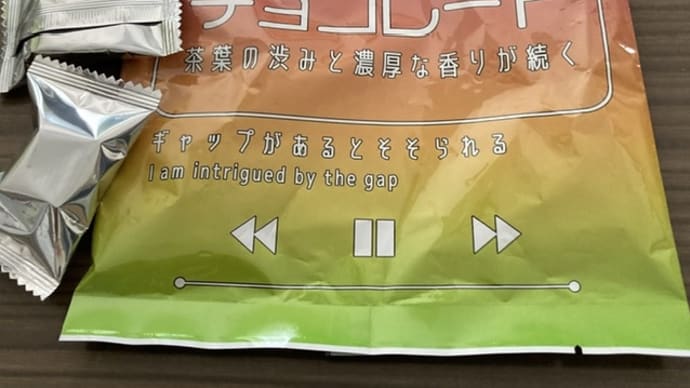 チョコレート
茶葉の渋みと濃厚な香りが続く
ギャップがあるとそそられる
I am intrigued by the gap